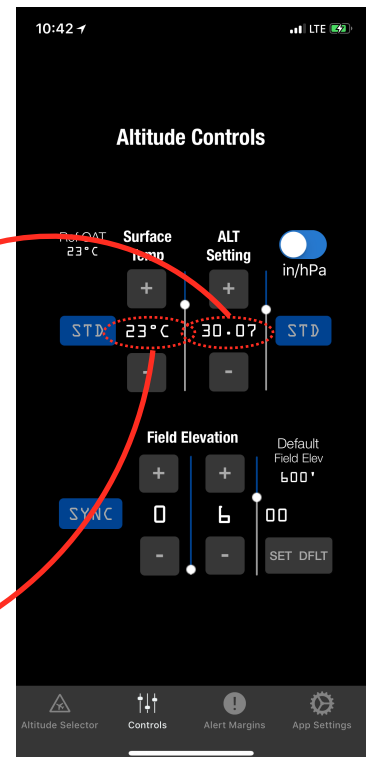 10:42 LTE
Altitude Controls
Ref OAT Surface ALT
23°C Temp Setting
in/hPa
+ +
STD 23°C 30.07 STD
- -
Field Elevation Default
Field Elev
+ + 600'
SYNC 0 6 00
- - SET DFLT
Altitude Selector Controls Alert Margins App Settings